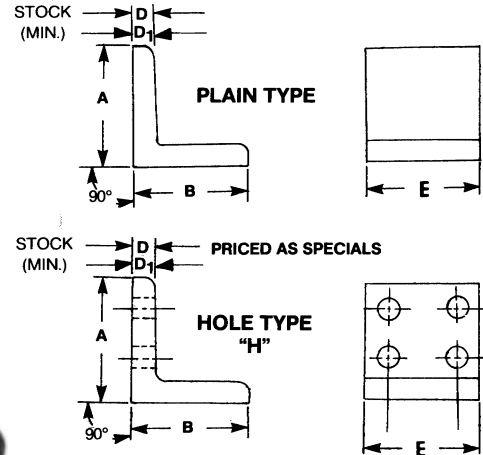 STOCK
D
(MIN.)
D1
A
PLAIN TYPE
90°
B
E
STOCK
D
PRICED AS SPECIALS
(MIN.)
D1
A
HOLE TYPE
“H”
90°
B
E